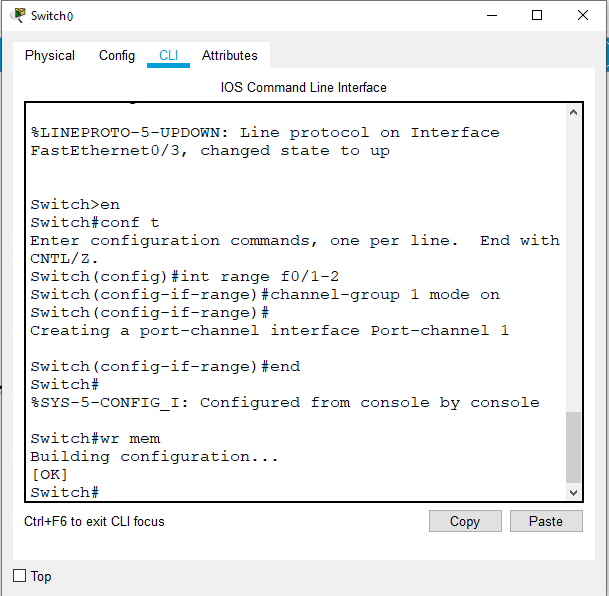 Switch0
Physical Config CLI Attributes
IOS Command Line Interface
%LINEPROTO-5-UPDOWN: Line protocol on Interface
FastEthernet0/3, changed state to up
Switch>en
Switch#conf t
Enter configuration commands, one per line.  End with
CNTL/Z.
Switch(config)#int range f0/1-2
Switch(config-if-range)#channel-group 1 mode on
Switch(config-if-range)#
Creating a port-channel interface Port-channel 1
Switch(config-if-range)#end
Switch#
%SYS-5-CONFIG_I: Configured from console by console
Switch#wr mem
Building configuration...
[OK]
Switch#
Ctrl+F6 to exit CLI focus
Copy Paste
Top